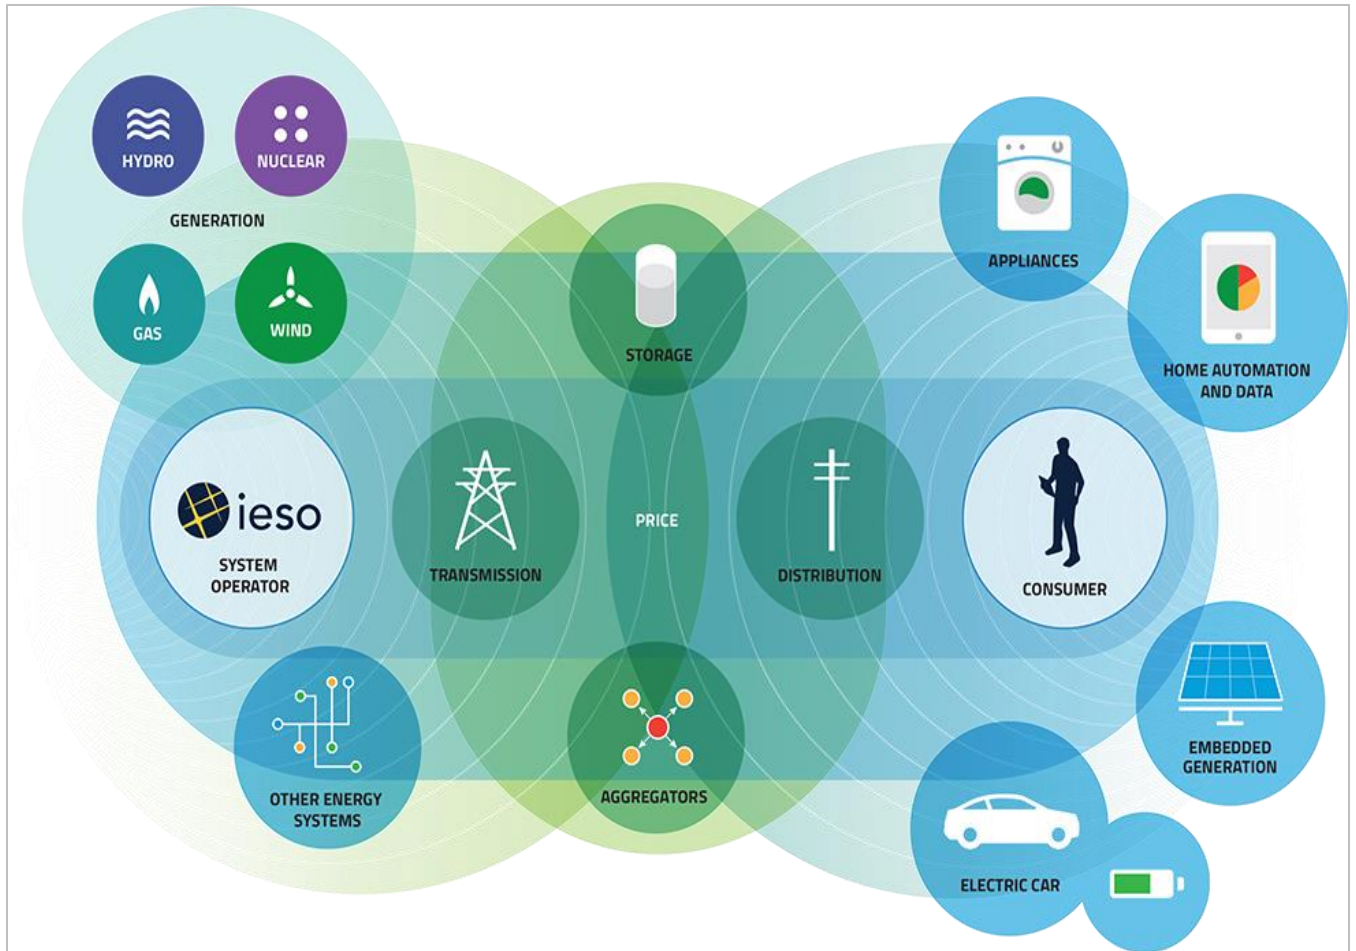 HYDRO
NUCLEAR
GENERATION
GAS
WIND
STORAGE
APPLIANCES
HOME AUTOMATION
AND DATA
ieso
SYSTEM
OPERATOR
TRANSMISSION
PRICE
DISTRIBUTION
CONSUMER
OTHER ENERGY
SYSTEMS
AGGREGATORS
EMBEDDED
GENERATION
ELECTRIC CAR